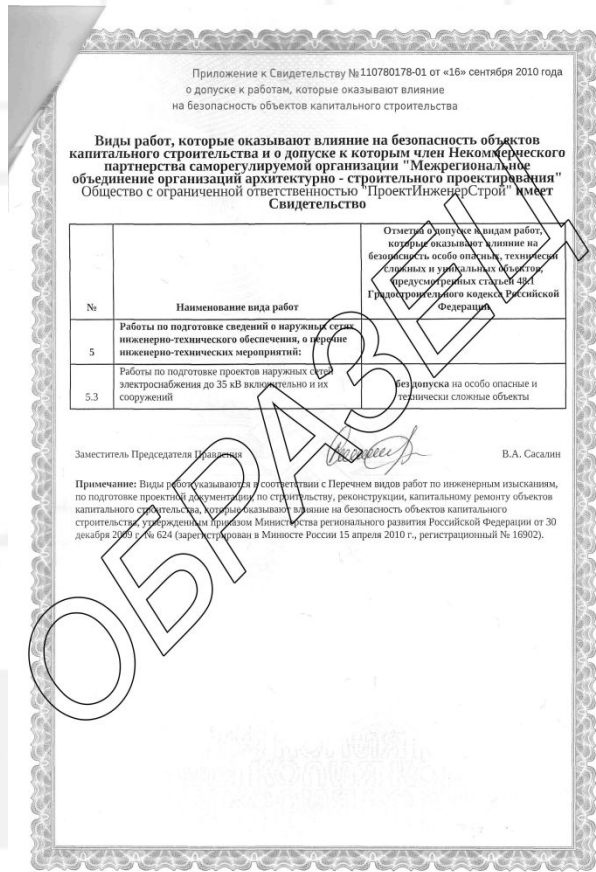 Приложение к Свидетельству № 110780178-01 от «16» сентября 2010 года
о допуске к работам, которые оказывают влияние
на безопасность объектов капитального строительства
Виды работ, которые оказывают влияние на безопасность объектов
капитального строительства и о допуске к которым член Некоммерческого
партнерства саморегулируемой организации "Межрегиональное
объединение организаций архитектурно - строительного проектирования"
Общество с ограниченной ответственностью "ПроектИнженерСтрой" имеет
Свидетельство
№
Наименование вида работ
Отметка о допуске к видам работ,
которые оказывают влияние на
безопасность особо опасных, технически
сложных и уникальных объектов,
предусмотренных статьей 48.1
Градостроительного кодекса Российской
Федерации
5
Работы по подготовке сведений о наружных сетях
инженерно-технического обеспечения, о перечне
инженерно-технических мероприятий:
5.3
Работы по подготовке проектов наружных сетей
электроснабжения до 35 кВ включительно и их
сооружений
без допуска на особо опасные и
технически сложные объекты
Заместитель Председателя Правления
В.А. Сасалин
Примечание: Виды работ указываются в соответствии с Перечнем видов работ по инженерным изысканиям,
по подготовке проектной документации, по строительству, реконструкции, капитальному ремонту объектов
капитального строительства, которые оказывают влияние на безопасность объектов капитального
строительства, утвержденным приказом Министерства регионального развития Российской Федерации от 30
декабря 2009 г. № 624 (зарегистрирован в Минюсте России 15 апреля 2010 г., регистрационный № 16902).
ОБРАЗЕЦ